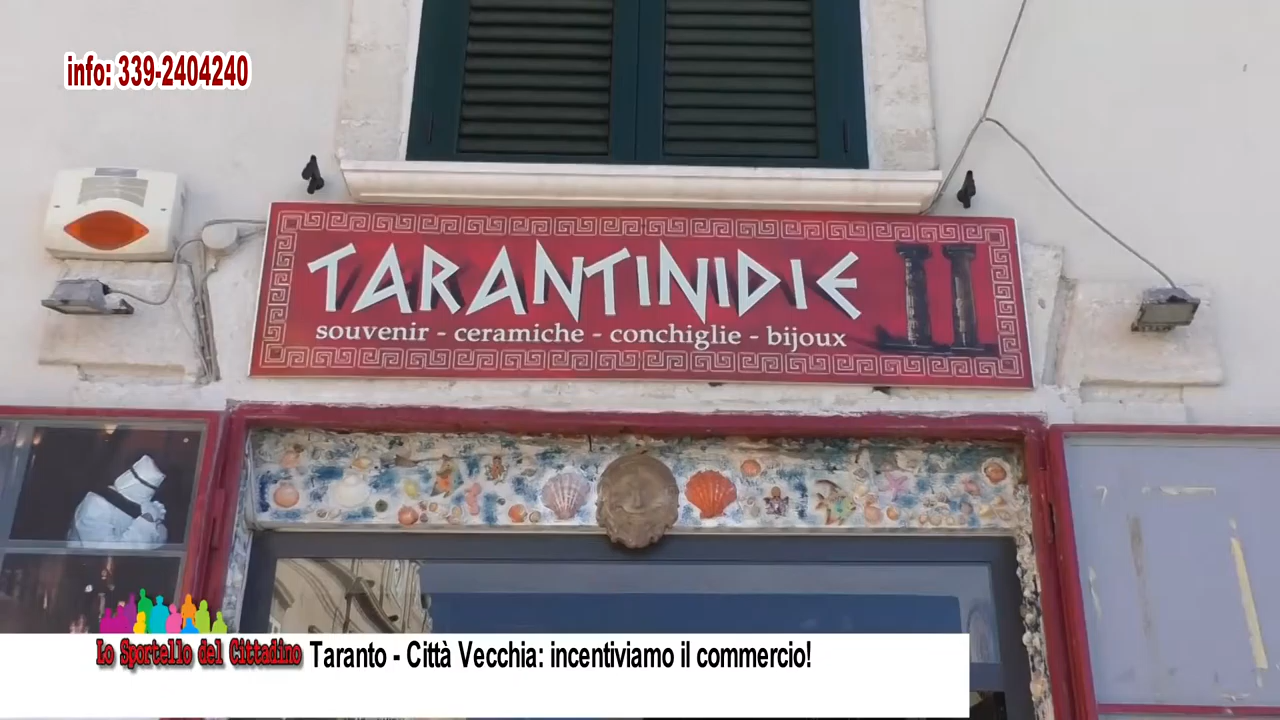 info: 339-2404240
TARANTINIDIE
souvenir - ceramiche - conchiglie - bijoux
Lo Sportello del Cittadino
Taranto - Città Vecchia: incentiviamo il commercio!